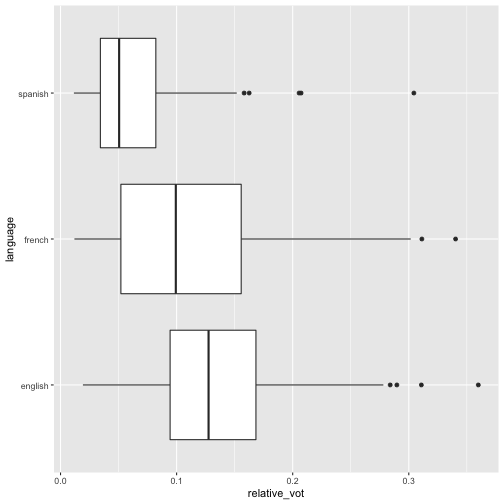 spanish
french
english
language
0.0 0.1 0.2 0.3
relative_vot